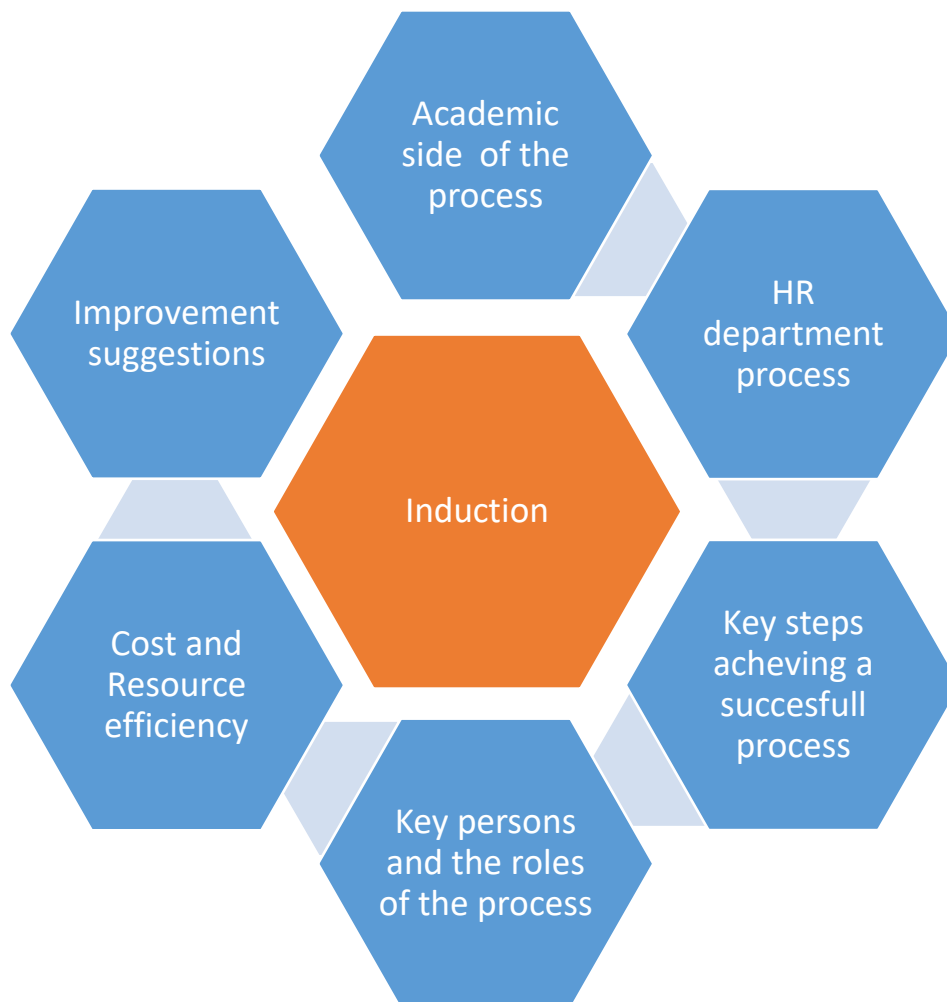 Academic
side of the
process
HR
department
process
Key steps
acheving a
succesfull
process
Key persons
and the roles
of the process
Cost and
Resource
efficiency
Improvement
suggestions
Induction